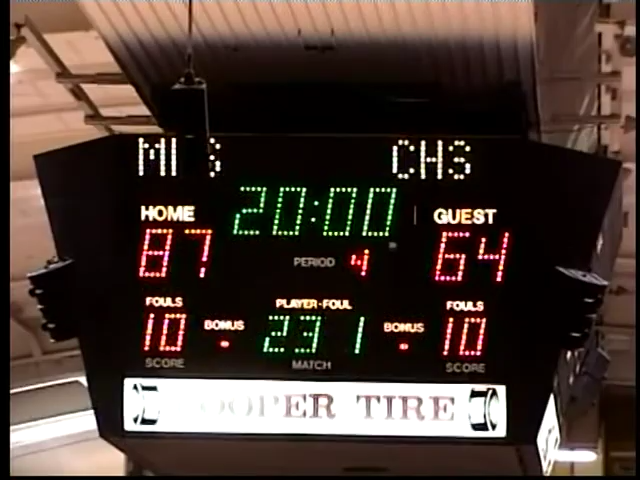 CHS
20:00
HOME GUEST
87 PERIOD 4 64
FOULS PLAYER·FOUL FOULS
10 BONUS 23 1 BONUS 10
SCORE MATCH SCORE
OOPER TIRE